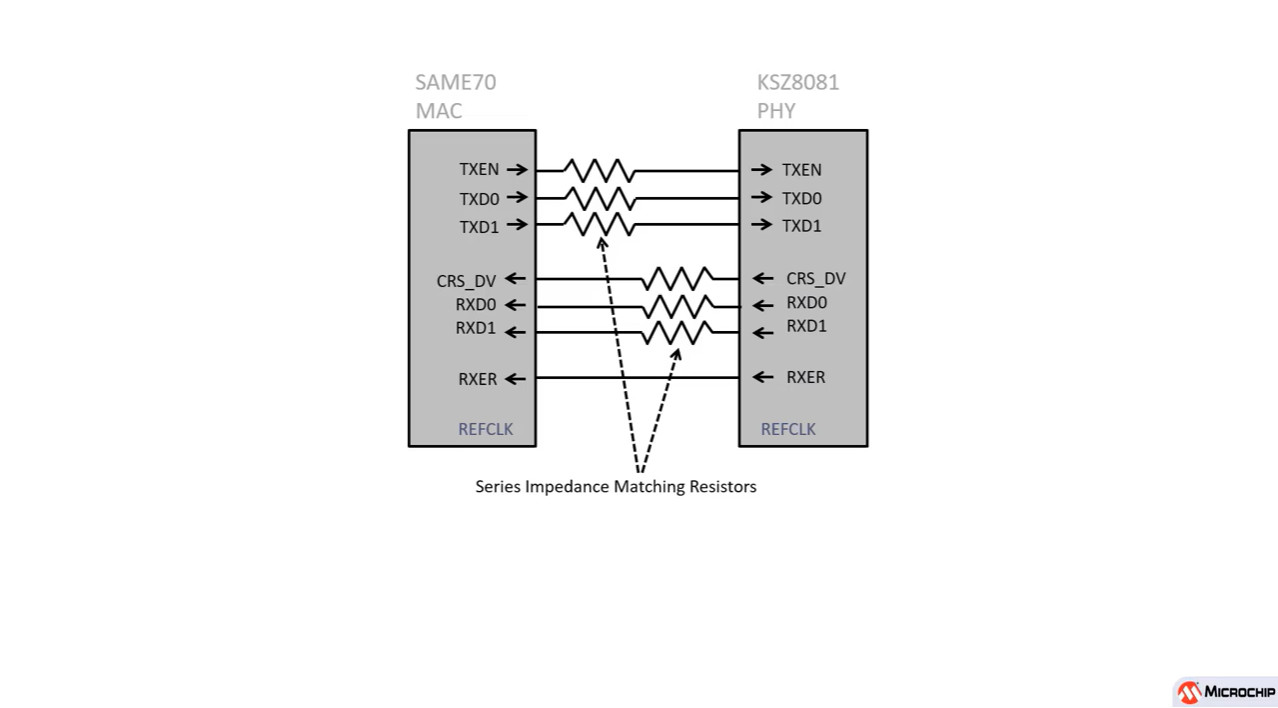 SAME70
MAC
KSZ8081
PHY
TXEN
TXD0
TXD1
CRS_DV
RXD0
RXD1
RXER
REFCLK
TXEN
TXD0
TXD1
CRS_DV
RXD0
RXD1
RXER
REFCLK
Series Impedance Matching Resistors
MICROCHIP